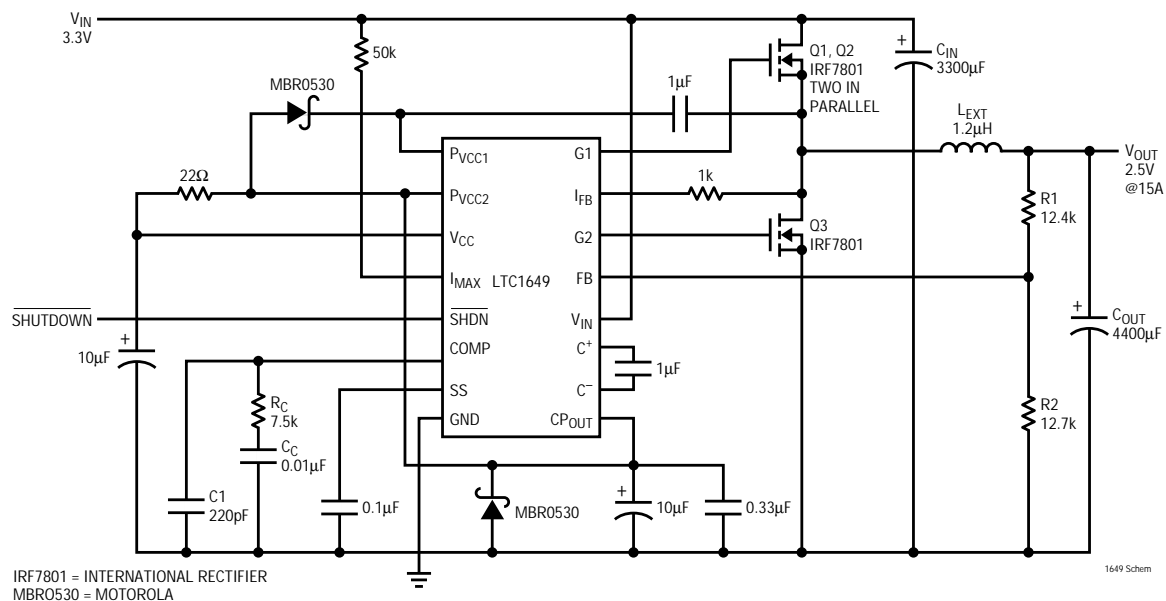 VIN
3.3V
50k
MBR0530
1µF
Q1, Q2
IRF7801
TWO IN
PARALLEL
+
CIN
3300µF
LEXT
1.2µH
VOUT
2.5V
@15A
22Ω
PVCC1
PVCC2
VCC
IMAX
LTC1649
SHDN
COMP
SS
GND
G1
IFB
G2
FB
VIN
C+
C−
CPOUT
1k
Q3
IRF7801
R1
12.4k
SHUTDOWN
+
10µF
1µF
+
COUT
4400µF
RC
7.5k
CC
0.01µF
R2
12.7k
C1
220pF
0.1µF
MBR0530
+
10µF
0.33µF
IRF7801 = INTERNATIONAL RECTIFIER
MBRO530 = MOTOROLA
1649 Schem